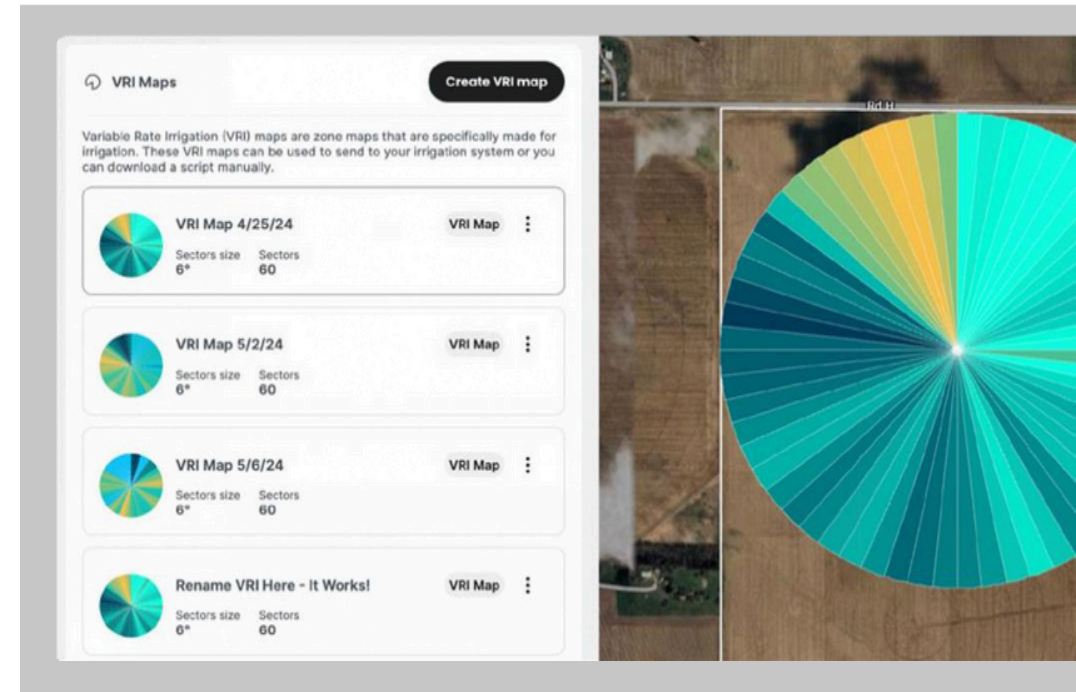 VRI Maps
Create VRI map
Variable Rate Irrigation (VRI) maps are zone maps that are specifically made for
irrigation. These VRI maps can be used to send to your irrigation system or you
can download a script manually.
VRI Map 4/25/24
VRI Map
Sectors size Sectors
6° 60
VRI Map 5/2/24
VRI Map
Sectors size Sectors
6° 60
VRI Map 5/6/24
VRI Map
Sectors size Sectors
6° 60
Rename VRI Here - It Works!
VRI Map
Sectors size Sectors
6° 60
Rd H